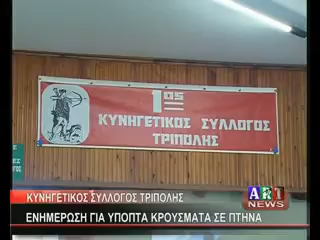 1ος
ΚΥΝΗΓΕΤΙΚΟΣ ΣΥΛΛΟΓΟΣ
ΤΡΙΠΟΛΗΣ
ΚΥΝΗΓΕΤΙΚΟΣ ΣΥΛΛΟΓΟΣ ΤΡΙΠΟΛΗΣ
ΕΝΗΜΕΡΩΣΗ ΓΙΑ ΥΠΟΠΤΑ ΚΡΟΥΣΜΑΤΑ ΣΕ ΠΤΗΝΑ
ART
NEWS